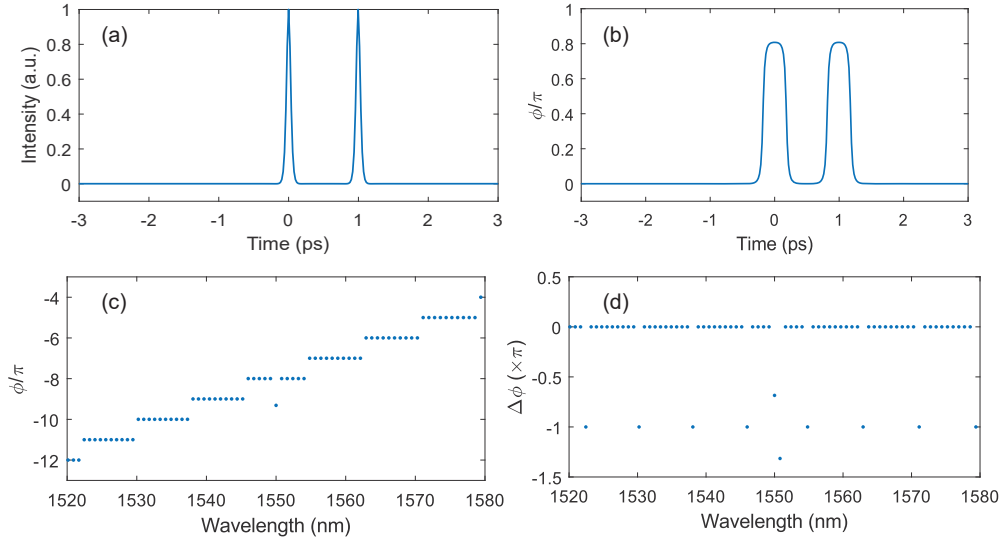 (a)
Intensity (a.u.)
1
0.8
0.6
0.4
0.2
0
-3 -2 -1 0 1 2 3
Time (ps)
(b)
ϕ/π
1
0.8
0.6
0.4
0.2
0
-3 -2 -1 0 1 2 3
Time (ps)
(c)
ϕ/π
-4
-6
-8
-10
-12
1520 1530 1540 1550 1560 1570 1580
Wavelength (nm)
(d)
Δϕ (×π)
0.5
0
-0.5
-1
-1.5
1520 1530 1540 1550 1560 1570 1580
Wavelength (nm)